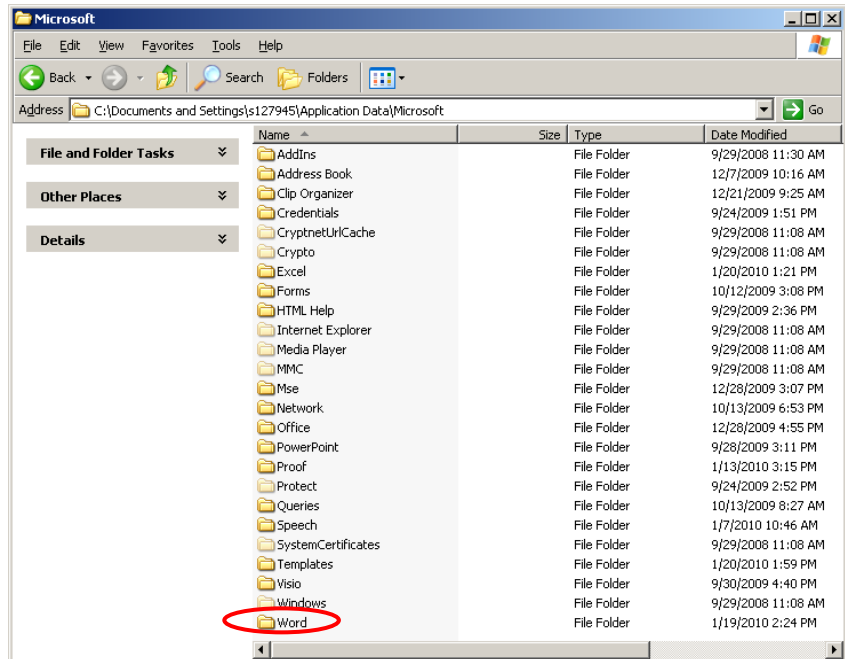 Microsoft
File Edit View Favorites Tools Help
Back Search Folders
Address C:\Documents and Settings\s127945\Application Data\Microsoft Go
Name Size Type Date Modified
File and Folder Tasks
Other Places
Details
AddIns File Folder 9/29/2008 11:30 AM
Address Book File Folder 12/7/2009 10:16 AM
Clip Organizer File Folder 12/21/2009 9:25 AM
Credentials File Folder 9/24/2009 1:51 PM
CryptnetUrlCache File Folder 9/29/2008 11:08 AM
Crypto File Folder 9/29/2008 11:08 AM
Excel File Folder 1/20/2010 1:21 PM
Forms File Folder 10/12/2009 3:08 PM
HTML Help File Folder 9/29/2009 2:36 PM
Internet Explorer File Folder 9/29/2008 11:08 AM
Media Player File Folder 9/29/2008 11:08 AM
MMC File Folder 9/29/2008 11:08 AM
Mse File Folder 12/28/2009 3:07 PM
Network File Folder 10/13/2009 6:53 PM
Office File Folder 12/28/2009 4:55 PM
PowerPoint File Folder 9/28/2009 3:11 PM
Proof File Folder 1/13/2010 3:15 PM
Protect File Folder 9/24/2009 2:52 PM
Queries File Folder 10/13/2009 8:27 AM
Speech File Folder 1/7/2010 10:46 AM
SystemCertificates File Folder 9/29/2008 11:08 AM
Templates File Folder 1/20/2010 1:59 PM
Visio File Folder 9/30/2009 4:40 PM
Windows File Folder 9/29/2008 11:08 AM
Word File Folder 1/19/2010 2:24 PM